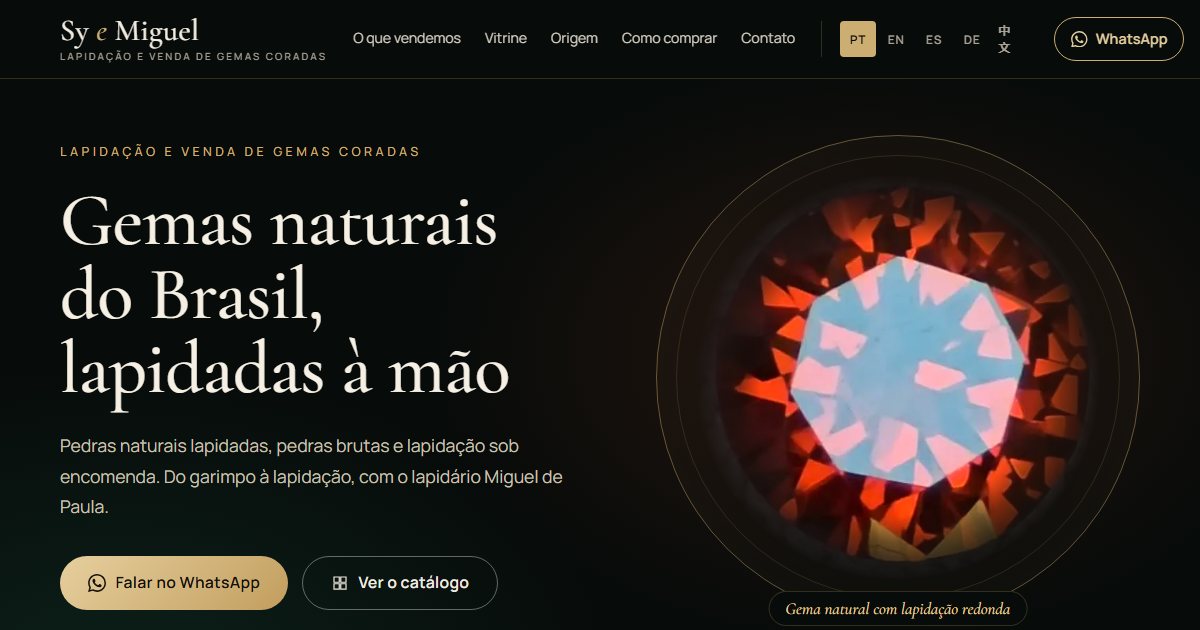 Sy e Miguel
LAPIDAÇÃO E VENDA DE GEMAS CORADAS
O que vendemos
Vitrine
Origem
Como comprar
Contato
PT
EN
ES
DE
中
文
WhatsApp
LAPIDAÇÃO E VENDA DE GEMAS CORADAS
Gemas naturais
do Brasil,
lapidadas à mão
Pedras naturais lapidadas, pedras brutas e lapidação sob
encomenda. Do garimpo à lapidação, com o lapidário Miguel de
Paula.
Falar no WhatsApp
Ver o catálogo
Gema natural com lapidação redonda